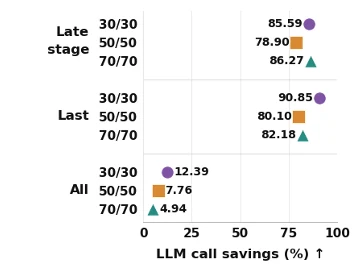 Late stage
30/30 85.59
50/50 78.90
70/70 86.27
Last
30/30 90.85
50/50 80.10
70/70 82.18
All
30/30 12.39
50/50 7.76
70/70 4.94
0 25 50 75 100
LLM call savings (%) ↑